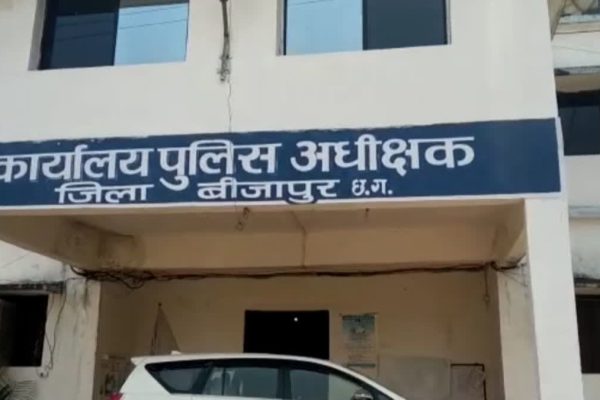 कार्यालय पुलिस अधीक्षक
जिला बीजापुर छ.ग.